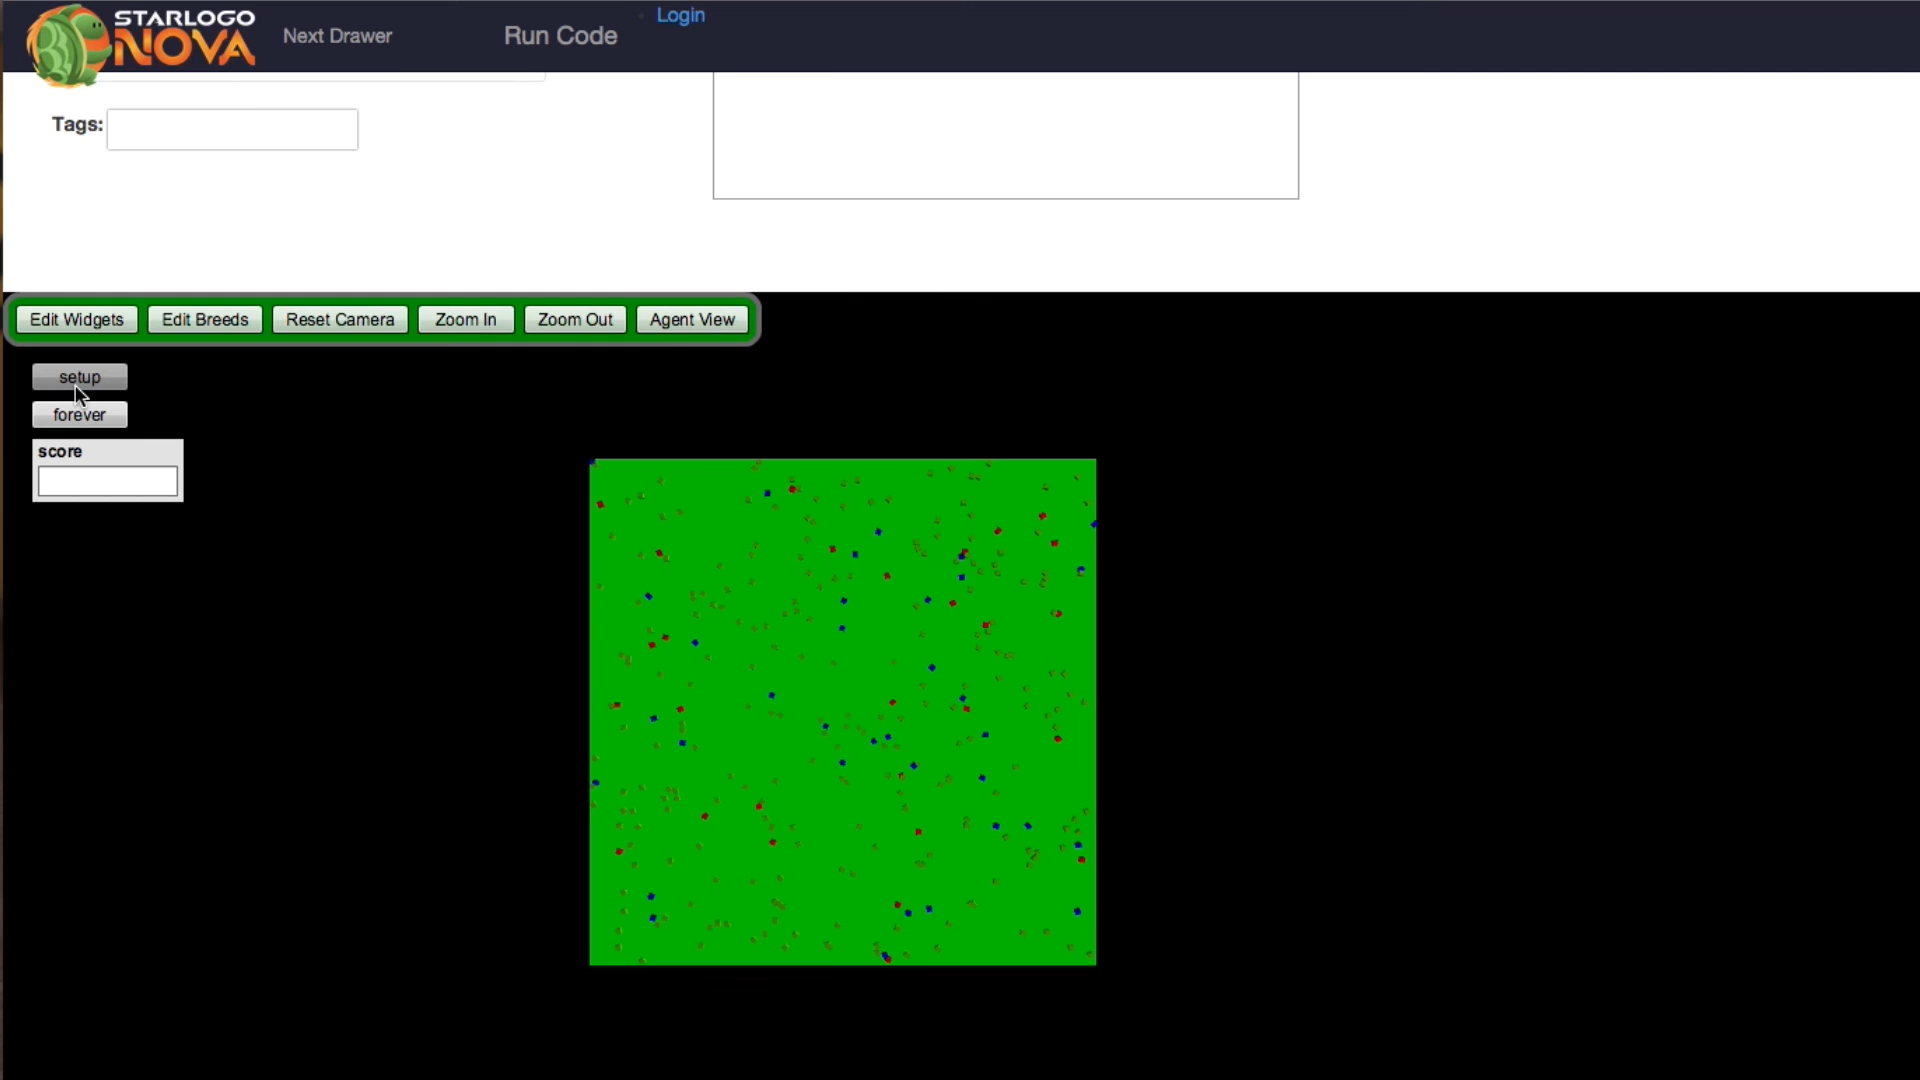 STARLOGO
NOVA
Next Drawer
Run Code
Login
Tags:
Edit Widgets
Edit Breeds
Reset Camera
Zoom In
Zoom Out
Agent View
setup
forever
score